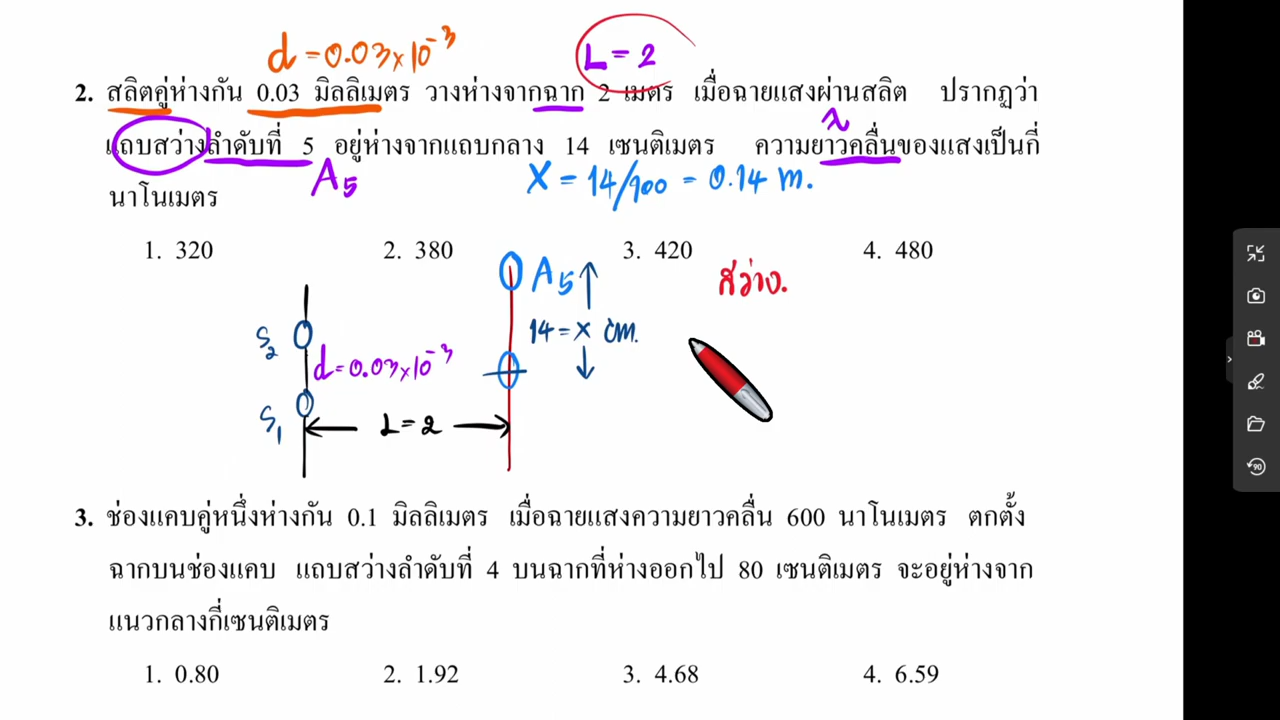 d = 0.03×10⁻³
L = 2
2. สลิตคู่ห่างกัน 0.03 มิลลิเมตร วางห่างจากฉาก 2 เมตร เมื่อฉายแสงผ่านสลิต ปรากฏว่า
λ
แถบสว่างลำดับที่ 5 อยู่ห่างจากแถบกลาง 14 เซนติเมตร ความยาวคลื่นของแสงเป็นกี่
A₅
X = 14/100 = 0.14 m.
นาโนเมตร
1. 320 2. 380 3. 420 4. 480
A₅
สว่าง.
S₂
14 = x cm.
d = 0.03×10⁻³
S₁
L = 2
3. ช่องแคบคู่หนึ่งห่างกัน 0.1 มิลลิเมตร เมื่อฉายแสงความยาวคลื่น 600 นาโนเมตร ตกตั้ง
ฉากบนช่องแคบ แถบสว่างลำดับที่ 4 บนฉากที่ห่างออกไป 80 เซนติเมตร จะอยู่ห่างจาก
แนวกลางกี่เซนติเมตร
1. 0.80 2. 1.92 3. 4.68 4. 6.59
90